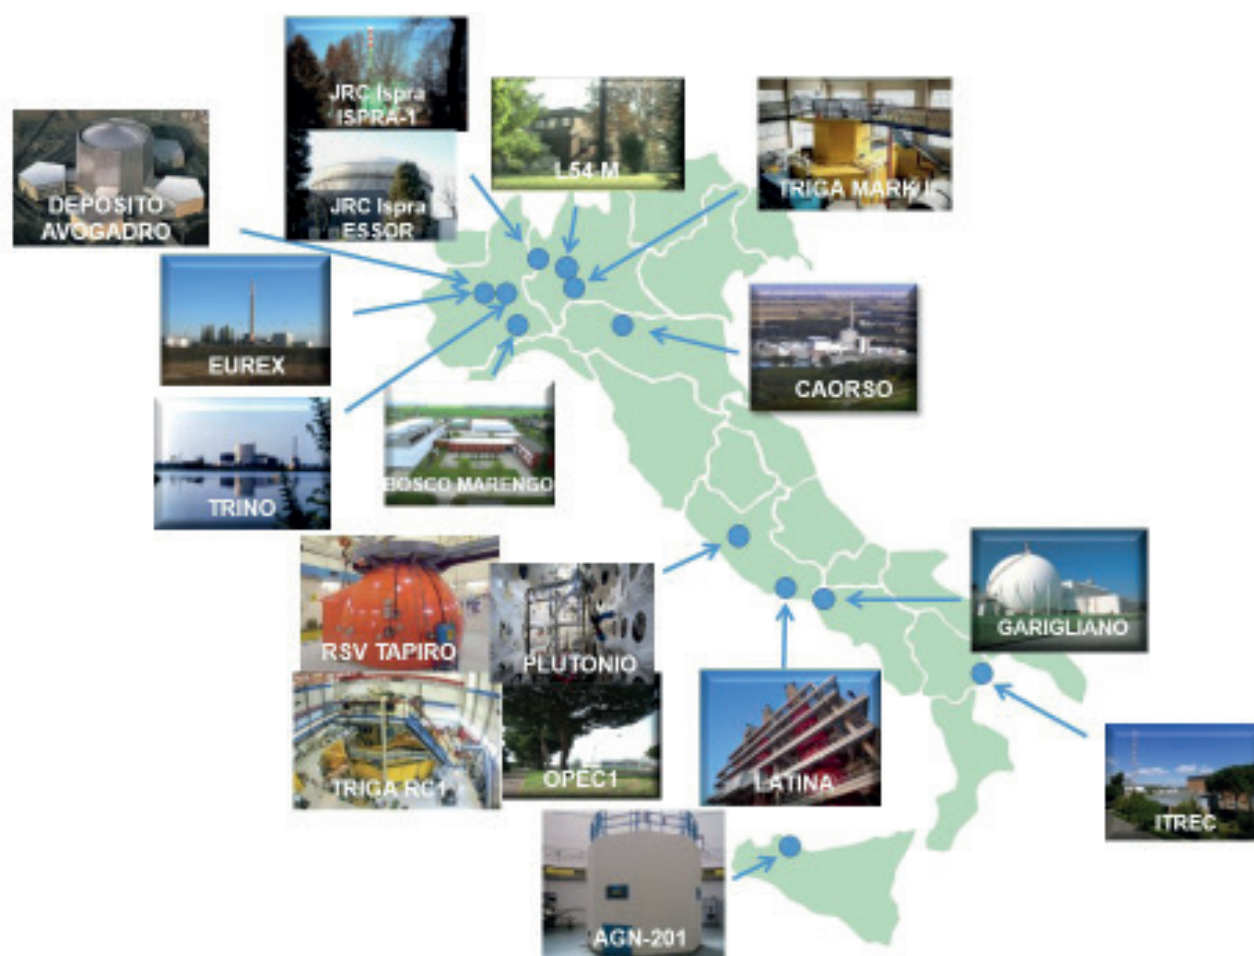 JRC Ispra
ISPRA-1
L54 M
TRIGA MARK II
DEPOSITO
AVOGADRO
JRC Ispra
ESSOR
EUREX
CAORSO
TRINO
BOSCO MARENGO
RSV TAPIRO
PLUTONIO
GARIGLIANO
TRIGA RC1
OPEC1
LATINA
ITREC
AGN-201